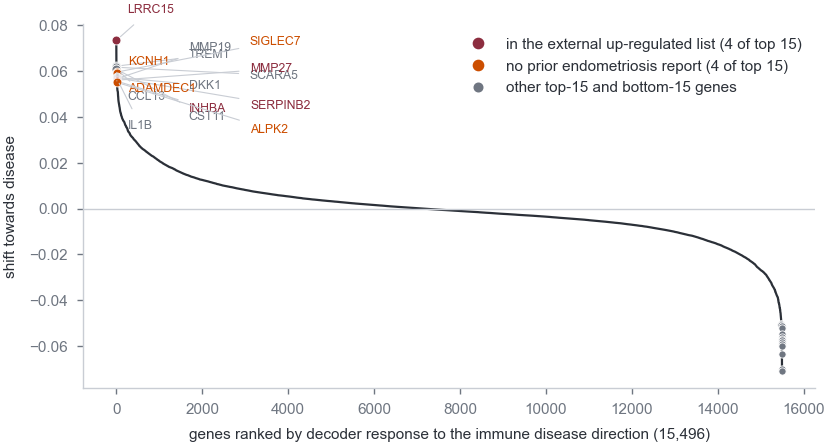 LRRC15
0.08
in the external up-regulated list (4 of top 15)
no prior endometriosis report (4 of top 15)
other top-15 and bottom-15 genes
SIGLEC7
MMP19
TREM1
KCNH1
MMP27
SCARA5
0.06
DKK1
ADAMDEC1
CCL13
SERPINB2
INHBA
CST11
IL1B
ALPK2
0.04
0.02
0.00
−0.02
−0.04
−0.06
shift towards disease
0 2000 4000 6000 8000 10000 12000 14000 16000
genes ranked by decoder response to the immune disease direction (15,496)